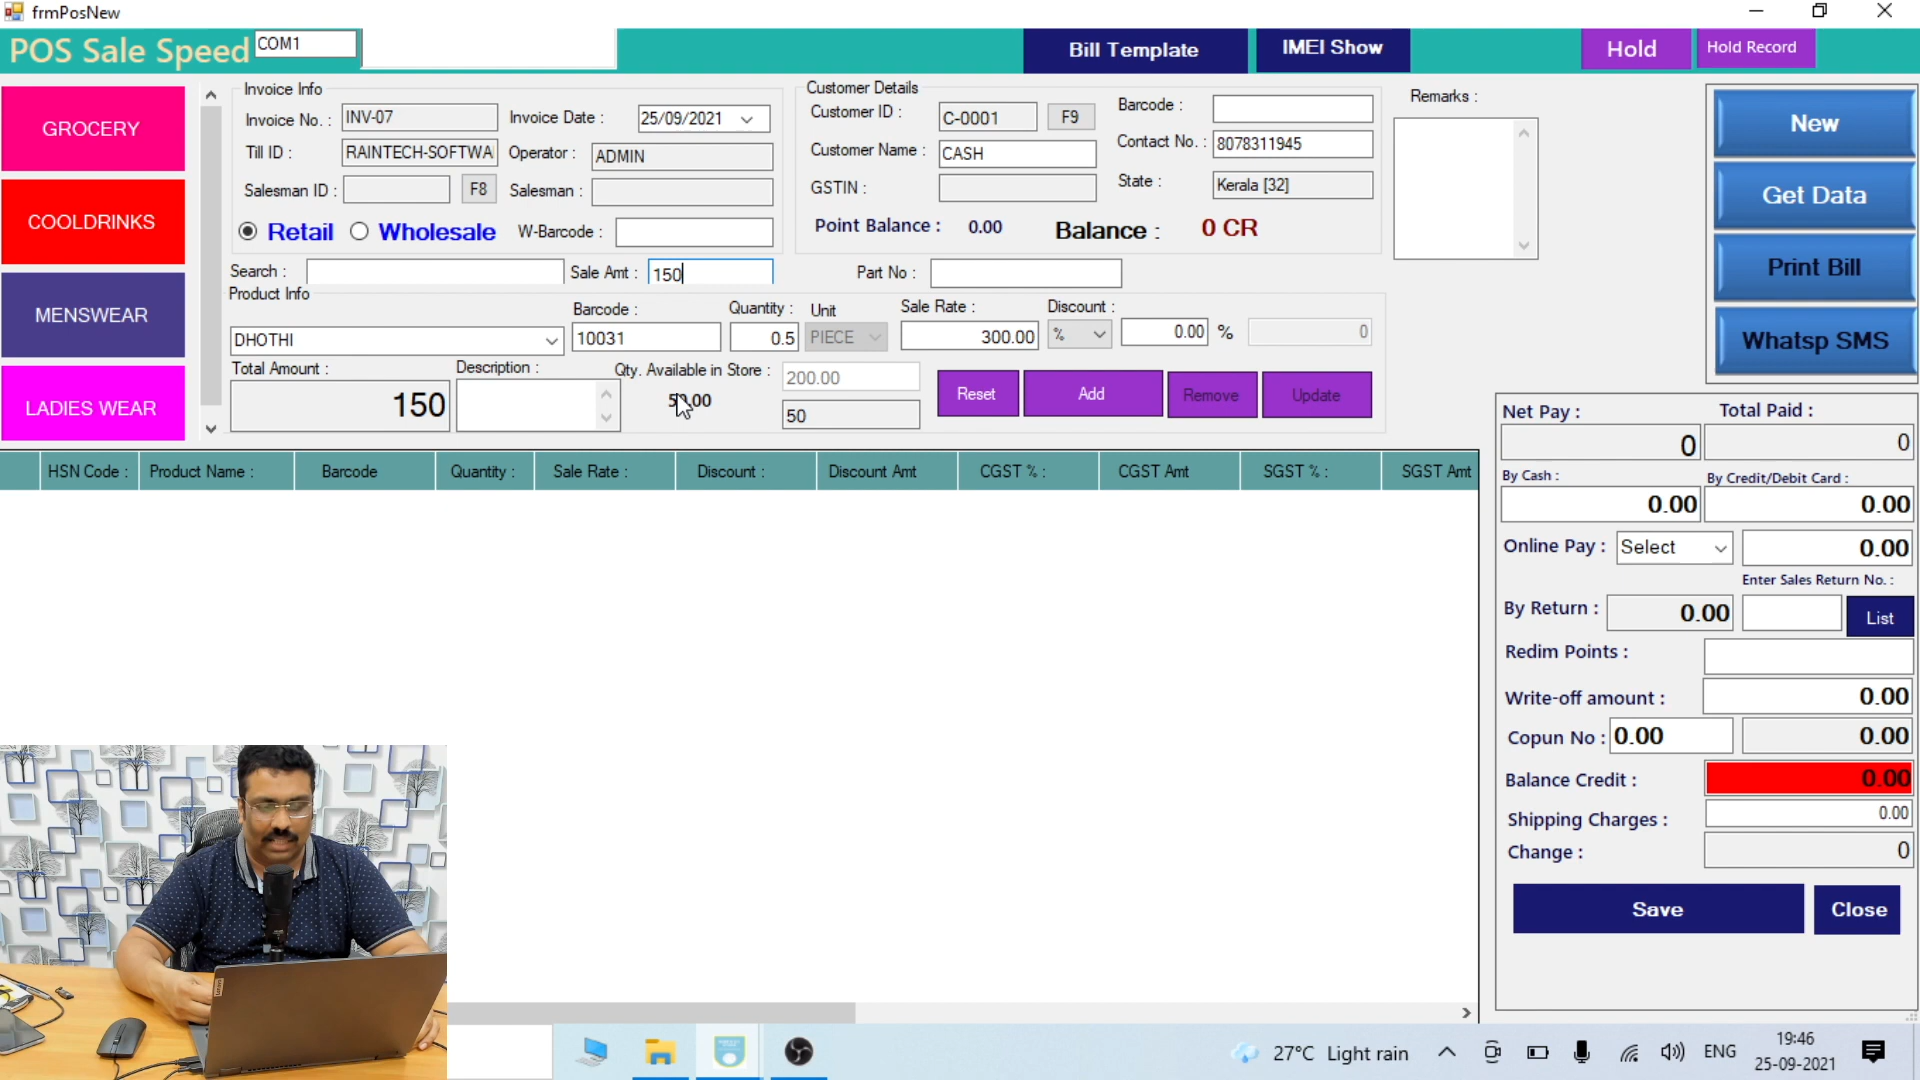 frmPosNew
POS Sale Speed COM1 Bill Template IMEI Show Hold Hold Record
GROCERY
COOLDRINKS
MENSWEAR
LADIES WEAR
Invoice Info
Invoice No. : INV-07 Invoice Date : 25/09/2021
Till ID : RAINTECH-SOFTWA Operator : ADMIN
Salesman ID : F8 Salesman :
Retail Wholesale W-Barcode :
Customer Details
Customer ID : C-0001 F9 Barcode :
Customer Name : CASH Contact No. : 8078311945
GSTIN : State : Kerala [32]
Point Balance : 0.00 Balance : 0 CR
Remarks :
New
Get Data
Print Bill
Whatsp SMS
Search : Sale Amt : 150 Part No :
Product Info
Barcode : Quantity : Unit Sale Rate : Discount :
DHOTHI 10031 0.5 PIECE 300.00 % 0.00 % 0
Total Amount : Description : Qty. Available in Store : 200.00
150 50
Reset Add Remove Update
HSN Code : Product Name : Barcode Quantity : Sale Rate : Discount : Discount Amt CGST % : CGST Amt SGST % : SGST Amt
Net Pay : Total Paid :
0 0
By Cash : By Credit/Debit Card :
0.00 0.00
Online Pay : Select 0.00
Enter Sales Return No. :
By Return : 0.00 List
Redim Points :
Write-off amount : 0.00
Copun No : 0.00 0.00
Balance Credit : 0.00
Shipping Charges : 0.00
Change : 0
Save Close
27°C Light rain ENG 19:46
25-09-2021